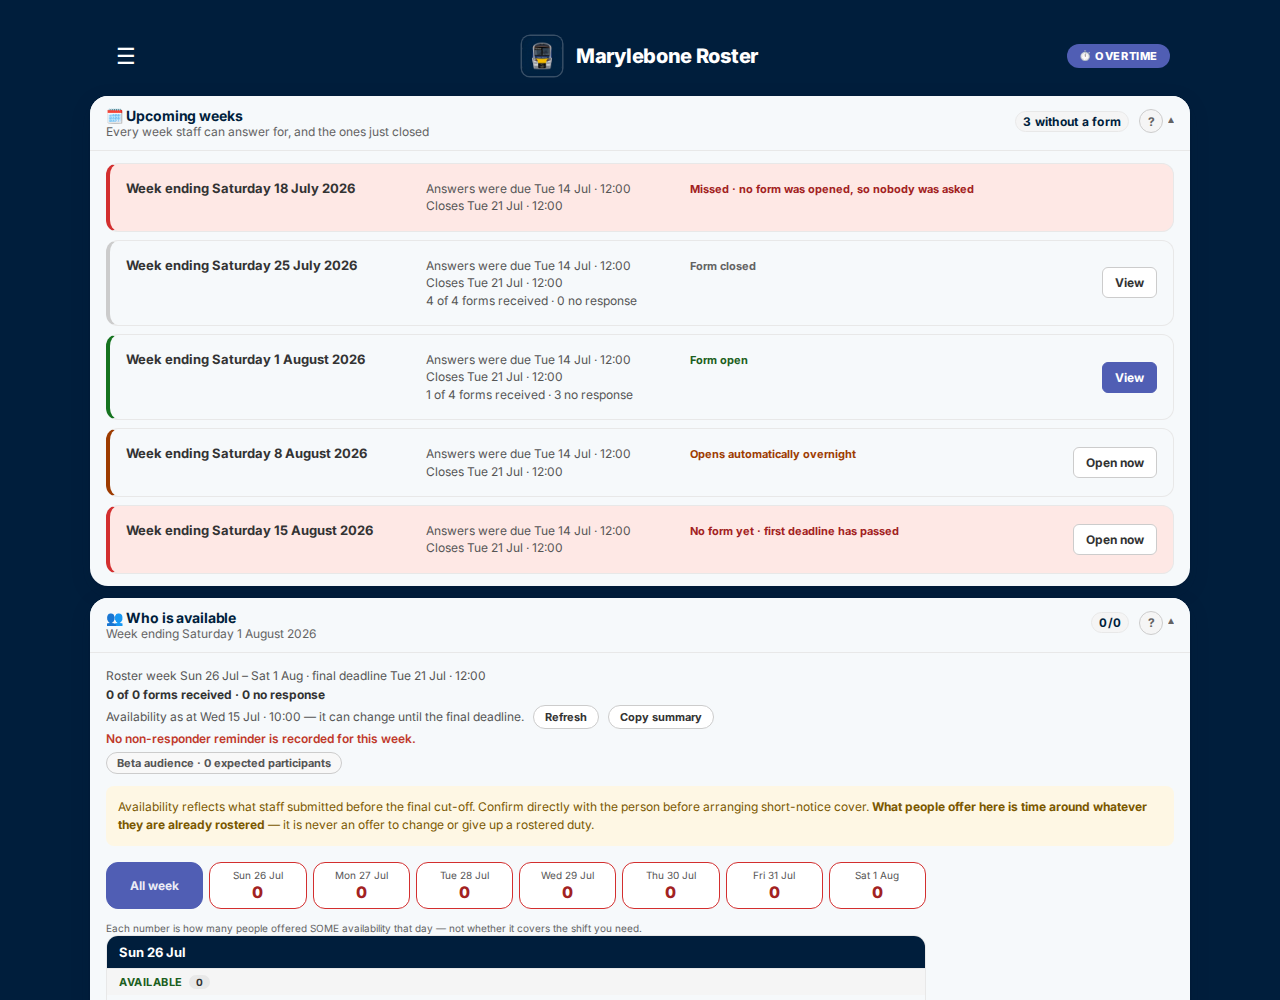 ☰
Marylebone Roster
⏱ OVERTIME
🗓️ Upcoming weeks
Every week staff can answer for, and the ones just closed
3 without a form
?
▲
Week ending Saturday 18 July 2026
Answers were due Tue 14 Jul · 12:00
Closes Tue 21 Jul · 12:00
Missed · no form was opened, so nobody was asked
Week ending Saturday 25 July 2026
Answers were due Tue 14 Jul · 12:00
Closes Tue 21 Jul · 12:00
4 of 4 forms received · 0 no response
Form closed
View
Week ending Saturday 1 August 2026
Answers were due Tue 14 Jul · 12:00
Closes Tue 21 Jul · 12:00
1 of 4 forms received · 3 no response
Form open
View
Week ending Saturday 8 August 2026
Answers were due Tue 14 Jul · 12:00
Closes Tue 21 Jul · 12:00
Opens automatically overnight
Open now
Week ending Saturday 15 August 2026
Answers were due Tue 14 Jul · 12:00
Closes Tue 21 Jul · 12:00
No form yet · first deadline has passed
Open now
👥 Who is available
Week ending Saturday 1 August 2026
0/0
?
▲
Roster week Sun 26 Jul – Sat 1 Aug · final deadline Tue 21 Jul · 12:00
0 of 0 forms received · 0 no response
Availability as at Wed 15 Jul · 10:00 — it can change until the final deadline.
Refresh
Copy summary
No non-responder reminder is recorded for this week.
Beta audience · 0 expected participants
Availability reflects what staff submitted before the final cut-off. Confirm directly with the person before arranging short-notice cover. What people offer here is time around whatever
they are already rostered — it is never an offer to change or give up a rostered duty.
All week
Sun 26 Jul
0
Mon 27 Jul
0
Tue 28 Jul
0
Wed 29 Jul
0
Thu 30 Jul
0
Fri 31 Jul
0
Sat 1 Aug
0
Each number is how many people offered SOME availability that day — not whether it covers the shift you need.
Sun 26 Jul
AVAILABLE 0